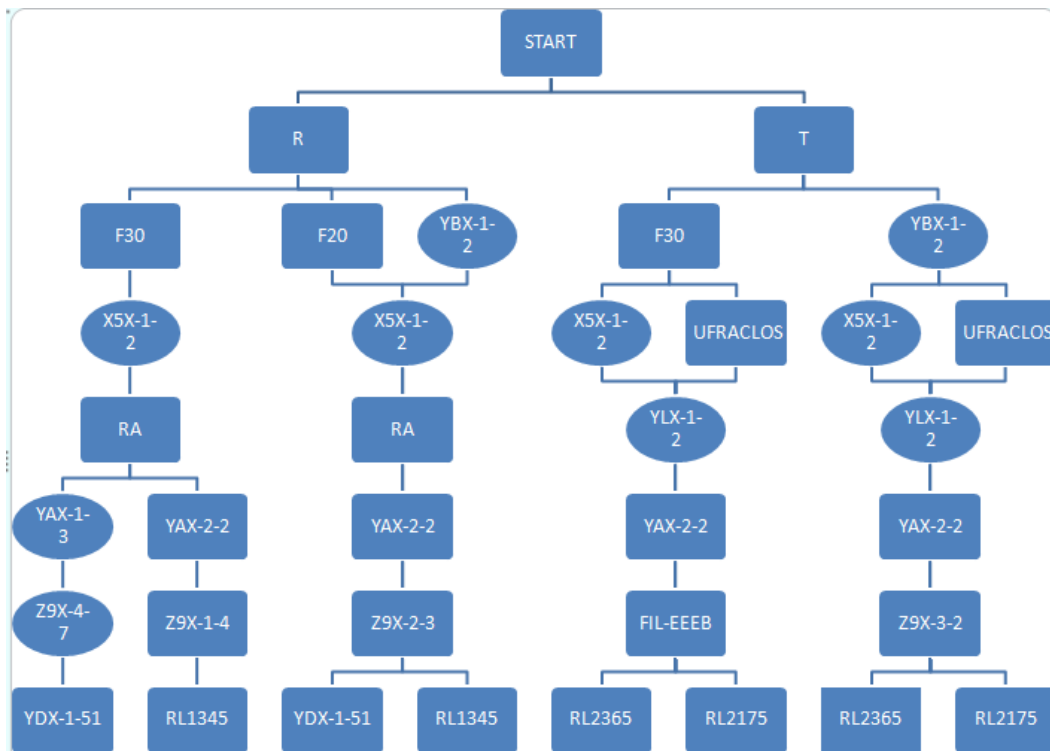 START
R
T
F30
F20
YBX-1-
2
F30
YBX-1-
2
X5X-1-
2
X5X-1-
2
X5X-1-
2
UFRACLOS
X5X-1-
2
UFRACLOS
RA
RA
YLX-1-
2
YLX-1-
2
YAX-1-
3
YAX-2-2
YAX-2-2
YAX-2-2
YAX-2-2
Z9X-4-
7
Z9X-1-4
Z9X-2-3
FIL-EEEB
Z9X-3-2
YDX-1-51
RL1345
YDX-1-51
RL1345
RL2365
RL2175
RL2365
RL2175